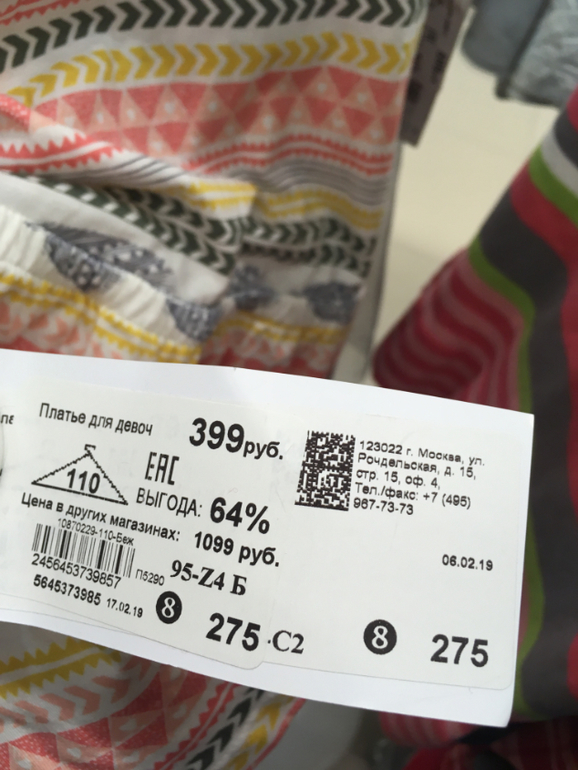 Платье для девоч
399руб.
110
ЕАС
ВЫГОДА: 64%
Цена в других магазинах:
1099 руб.
10870229-110-Беж
2456453739857
П5290
95-Z4 Б
5645373985 17.02.19
8
275 ·С2
123022 г. Москва, ул.
Рочдельская, д. 15,
стр. 15, оф. 4,
Тел./факс: +7 (495)
967-73-73
06.02.19
8
275